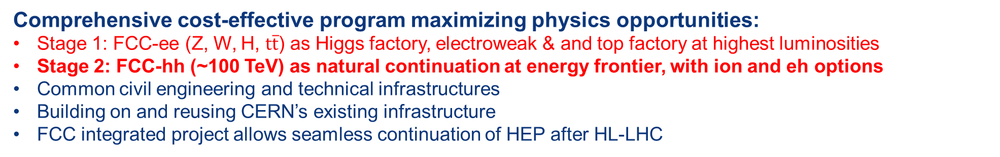 Comprehensive cost-effective program maximizing physics opportunities:
• Stage 1: FCC-ee (Z, W, H, tt̄) as Higgs factory, electroweak & and top factory at highest luminosities
• Stage 2: FCC-hh (~100 TeV) as natural continuation at energy frontier, with ion and eh options
• Common civil engineering and technical infrastructures
• Building on and reusing CERN’s existing infrastructure
• FCC integrated project allows seamless continuation of HEP after HL-LHC